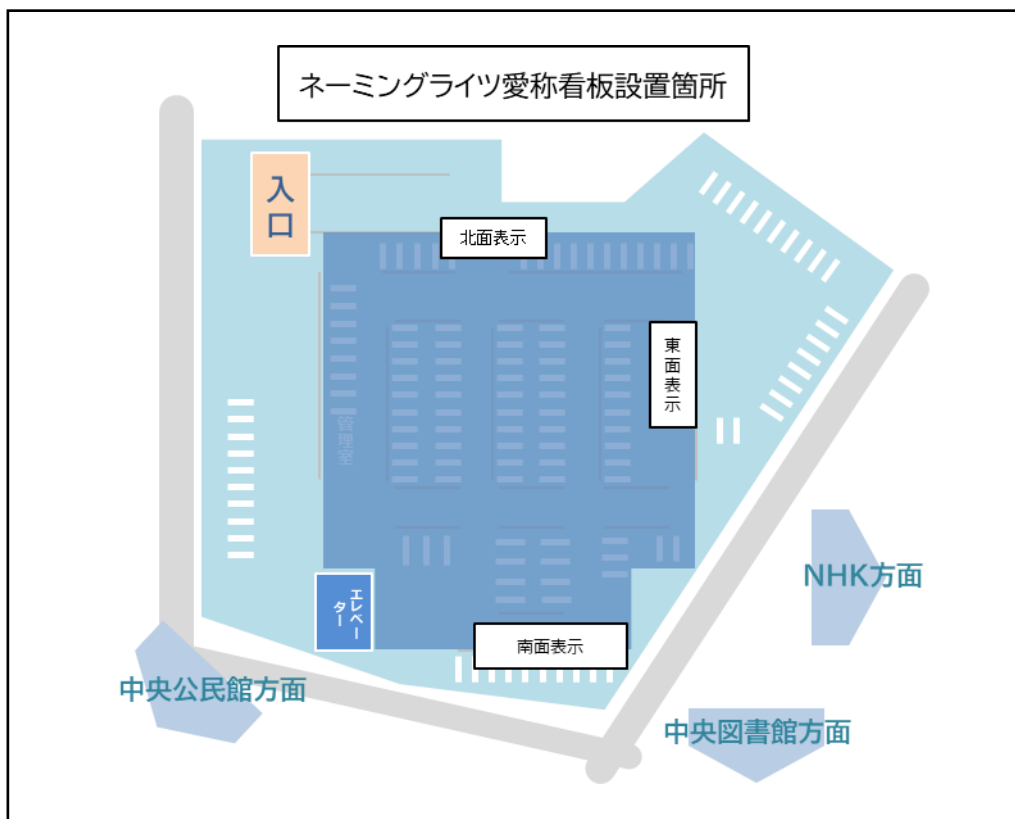 ネーミングライツ愛称看板設置箇所
入
口
北面表示
東面表示
管理室
エレベー
ター
南面表示
NHK方面
中央公民館方面
中央図書館方面